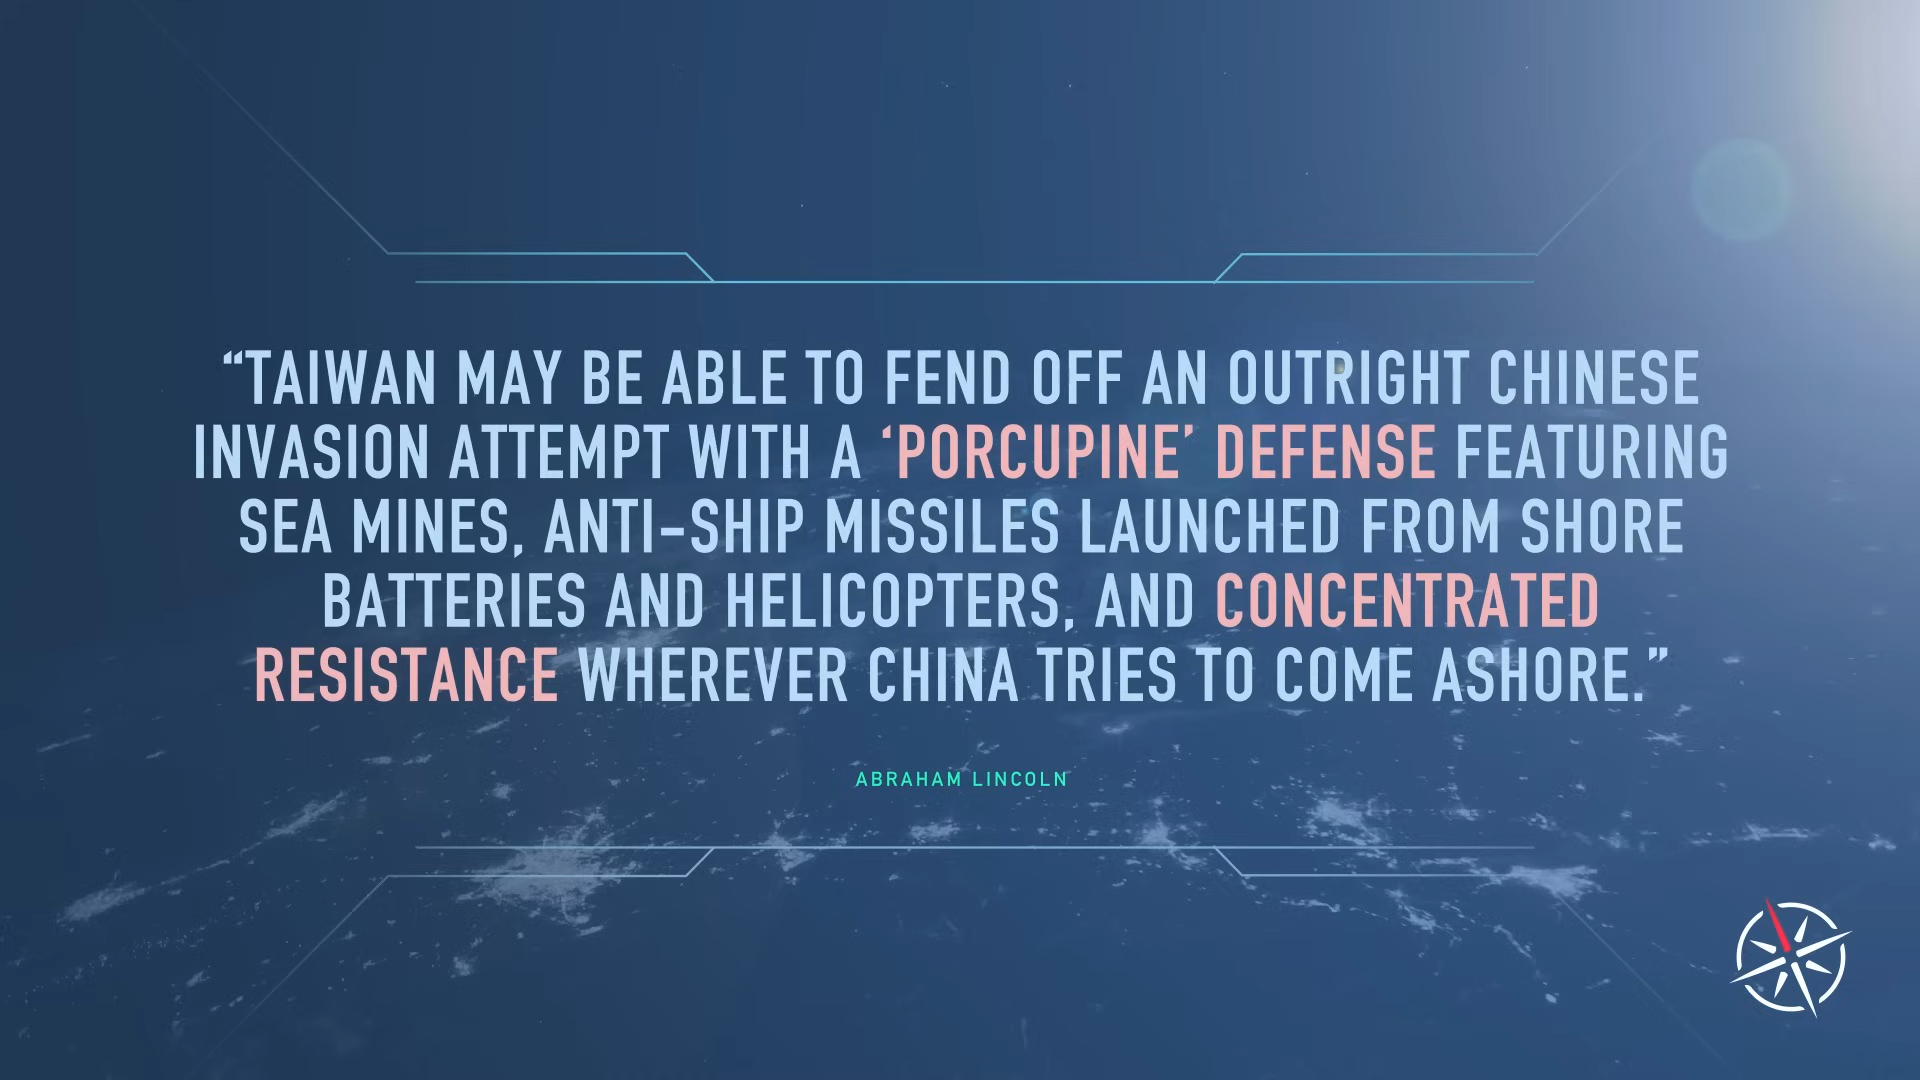 “TAIWAN MAY BE ABLE TO FEND OFF AN OUTRIGHT CHINESE
INVASION ATTEMPT WITH A ‘PORCUPINE’ DEFENSE FEATURING
SEA MINES, ANTI-SHIP MISSILES LAUNCHED FROM SHORE
BATTERIES AND HELICOPTERS, AND CONCENTRATED
RESISTANCE WHEREVER CHINA TRIES TO COME ASHORE.”
ABRAHAM LINCOLN